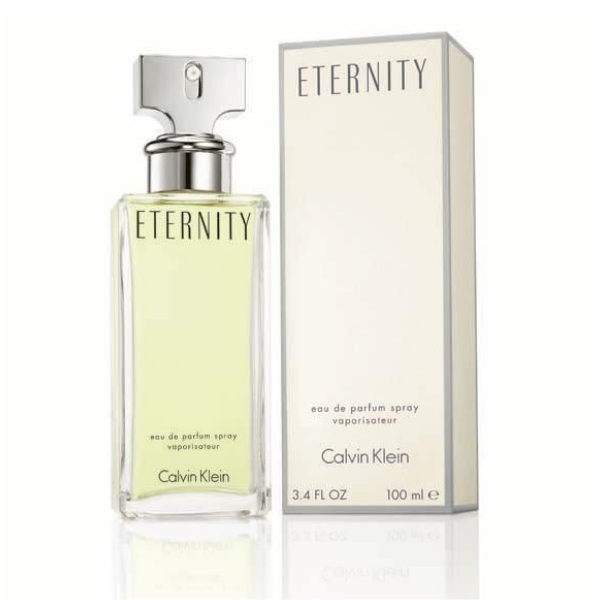 ETERNITY
eau de parfum spray
vaporisateur
Calvin Klein
ETERNITY
eau de parfum spray
vaporisateur
Calvin Klein
3.4 FL OZ 100 ml ℮